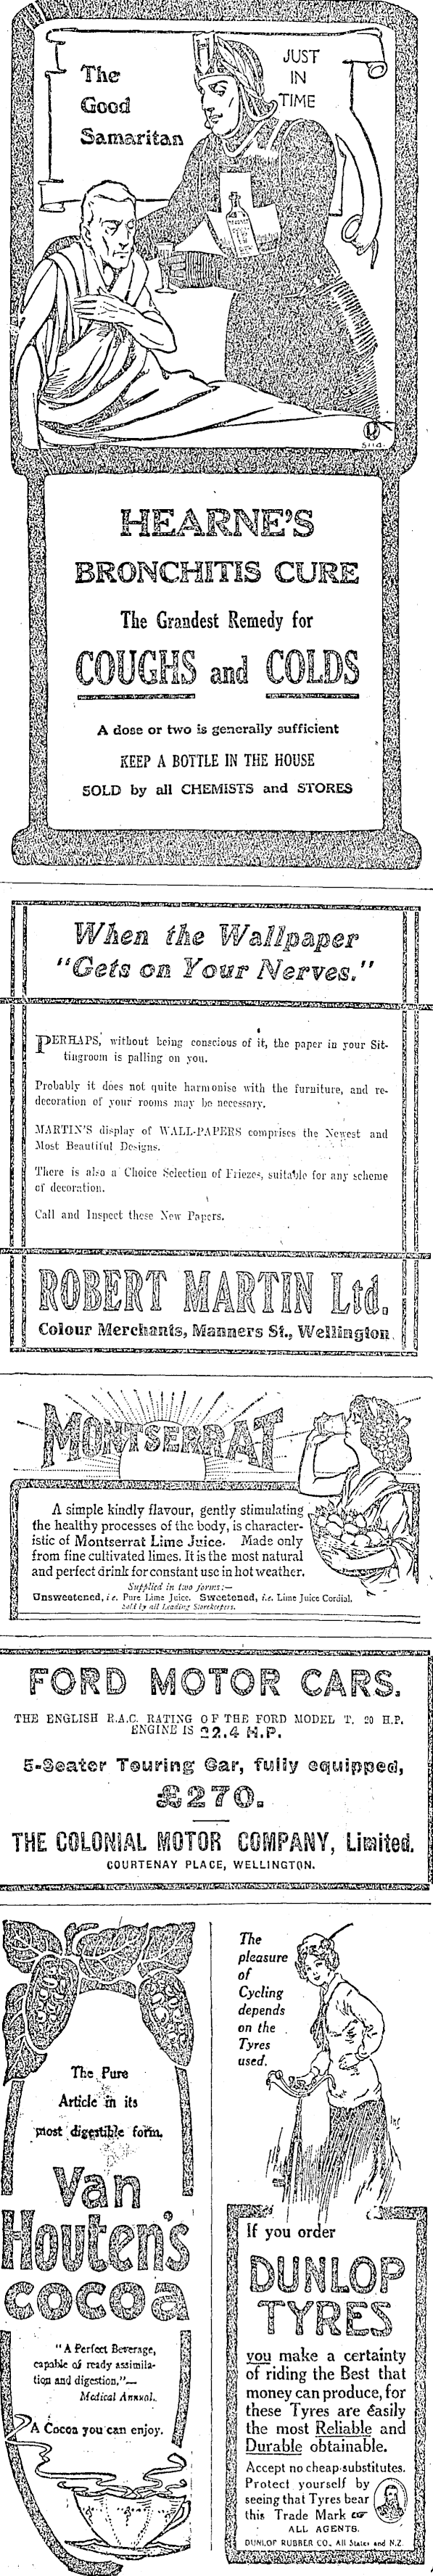 The
Good
Samaritan
JUST
IN
TIME
HEARNE'S
BRONCHITIS CURE
The Grandest Remedy for
COUGHS and COLDS
A dose or two is generally sufficient
KEEP A BOTTLE IN THE HOUSE
SOLD by all CHEMISTS and STORES
When the Wallpaper
"Gets on Your Nerves."
PERHAPS, without being conscious of it, the paper in your Sit-
tingroom is palling on you.
Probably it does not quite harmonise with the furniture, and re-
decoration of your rooms may be necessary.
MARTIN'S display of WALL-PAPERS comprises the Newest and
Most Beautiful Designs.
There is also a Choice Selection of Friezes, suitable for any scheme
of decoration.
Call and Inspect these New Papers.
ROBERT MARTIN Ltd.
Colour Merchants, Manners St., Wellington.
MONTSERRAT
A simple kindly flavour, gently stimulating
the healthy processes of the body, is character-
istic of Montserrat Lime Juice. Made only
from fine cultivated limes. It is the most natural
and perfect drink for constant use in hot weather.
Supplied in two forms:—
Unsweetened, i.e. Pure Lime Juice. Sweetened, i.e. Lime Juice Cordial.
Sold by all Leading Storekeepers.
FORD MOTOR CARS.
THE ENGLISH R.A.C. RATING OF THE FORD MODEL T. 20 H.P.
ENGINE IS 22.4 H.P.
5-Seater Touring Car, fully equipped,
£270.
THE COLONIAL MOTOR COMPANY, Limited.
COURTENAY PLACE, WELLINGTON.
The Pure
Article in its
most digestible form.
Van
Houten's
COCOA
"A Perfect Beverage,
capable of ready assimila-
tion and digestion."—
Medical Annual.
A Cocoa you can enjoy.
The
pleasure
of
Cycling
depends
on the
Tyres
used.
If you order
DUNLOP
TYRES
you make a certainty
of riding the Best that
money can produce, for
these Tyres are easily
the most Reliable and
Durable obtainable.
Accept no cheap substitutes.
Protect yourself by
seeing that Tyres bear
this Trade Mark
ALL AGENTS.
DUNLOP RUBBER CO. All States and N.Z.